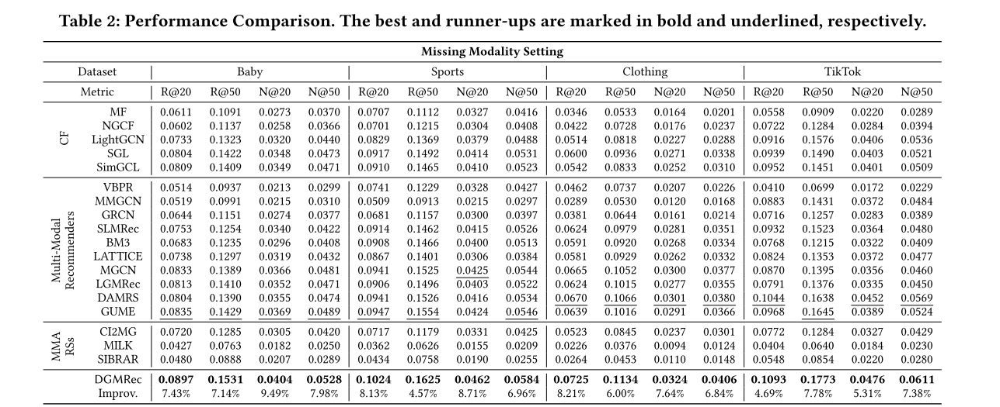 Table 2: Performance Comparison. The best and runner-ups are marked in bold and underlined, respectively.
Missing Modality Setting
Dataset Baby Sports Clothing TikTok
Metric R@20 R@50 N@20 N@50 R@20 R@50 N@20 N@50 R@20 R@50 N@20 N@50 R@20 R@50 N@20 N@50
CF
MF 0.0611 0.1091 0.0273 0.0370 0.0707 0.1112 0.0327 0.0416 0.0346 0.0533 0.0164 0.0201 0.0558 0.0909 0.0220 0.0289
NGCF 0.0602 0.1137 0.0258 0.0366 0.0701 0.1215 0.0304 0.0408 0.0422 0.0728 0.0176 0.0237 0.0722 0.1284 0.0284 0.0394
LightGCN 0.0733 0.1323 0.0320 0.0440 0.0829 0.1369 0.0379 0.0488 0.0514 0.0818 0.0227 0.0288 0.0916 0.1576 0.0406 0.0536
SGL 0.0804 0.1422 0.0348 0.0473 0.0917 0.1492 0.0414 0.0531 0.0600 0.0936 0.0271 0.0338 0.0939 0.1490 0.0403 0.0521
SimGCL 0.0809 0.1409 0.0349 0.0471 0.0910 0.1465 0.0410 0.0523 0.0542 0.0833 0.0252 0.0310 0.0952 0.1451 0.0401 0.0509
Multi-Modal
Recommenders
VBPR 0.0514 0.0937 0.0213 0.0299 0.0741 0.1229 0.0328 0.0427 0.0462 0.0737 0.0207 0.0226 0.0410 0.0699 0.0172 0.0229
MMGCN 0.0519 0.0991 0.0215 0.0310 0.0509 0.0913 0.0215 0.0297 0.0289 0.0530 0.0120 0.0168 0.0883 0.1431 0.0372 0.0484
GRCN 0.0644 0.1151 0.0274 0.0377 0.0681 0.1157 0.0300 0.0397 0.0381 0.0644 0.0161 0.0214 0.0716 0.1257 0.0283 0.0389
SLMRec 0.0753 0.1254 0.0340 0.0422 0.0914 0.1462 0.0415 0.0526 0.0624 0.0979 0.0281 0.0351 0.0932 0.1523 0.0364 0.0480
BM3 0.0683 0.1235 0.0296 0.0408 0.0908 0.1466 0.0400 0.0513 0.0591 0.0920 0.0268 0.0334 0.0768 0.1215 0.0322 0.0409
LATTICE 0.0738 0.1297 0.0319 0.0432 0.0867 0.1401 0.0306 0.0384 0.0581 0.0929 0.0262 0.0332 0.0824 0.1353 0.0372 0.0477
MGCN 0.0833 0.1389 0.0366 0.0481 0.0941 0.1525 0.0425 0.0544 0.0665 0.1052 0.0300 0.0377 0.0870 0.1395 0.0356 0.0460
LGMRec 0.0813 0.1410 0.0352 0.0471 0.0906 0.1496 0.0403 0.0522 0.0624 0.1015 0.0277 0.0355 0.0791 0.1376 0.0335 0.0450
DAMRS 0.0804 0.1390 0.0355 0.0474 0.0941 0.1526 0.0416 0.0534 0.0670 0.1066 0.0301 0.0380 0.1044 0.1638 0.0452 0.0569
GUME 0.0835 0.1429 0.0369 0.0489 0.0947 0.1554 0.0424 0.0546 0.0639 0.1016 0.0291 0.0366 0.0968 0.1645 0.0389 0.0524
MMA
RSs
CI2MG 0.0720 0.1285 0.0305 0.0420 0.0717 0.1179 0.0331 0.0425 0.0523 0.0845 0.0237 0.0301 0.0772 0.1284 0.0327 0.0429
MILK 0.0427 0.0763 0.0182 0.0250 0.0362 0.0626 0.0155 0.0209 0.0226 0.0376 0.0094 0.0124 0.0404 0.0640 0.0184 0.0230
SIBRAR 0.0480 0.0888 0.0207 0.0289 0.0434 0.0758 0.0190 0.0255 0.0264 0.0453 0.0110 0.0148 0.0548 0.0854 0.0220 0.0280
DGMRec 0.0897 0.1531 0.0404 0.0528 0.1024 0.1625 0.0462 0.0584 0.0725 0.1134 0.0324 0.0406 0.1093 0.1773 0.0476 0.0611
Improv. 7.43% 7.14% 9.49% 7.98% 8.13% 4.57% 8.71% 6.96% 8.21% 6.00% 7.64% 6.84% 4.69% 7.78% 5.31% 7.38%